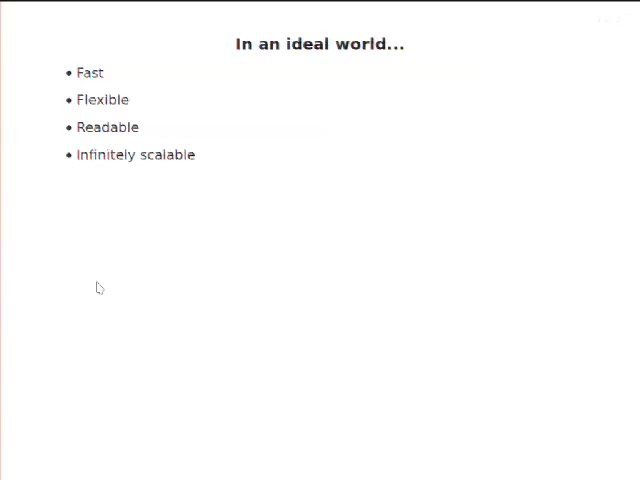 In an ideal world...
• Fast
• Flexible
• Readable
• Infinitely scalable